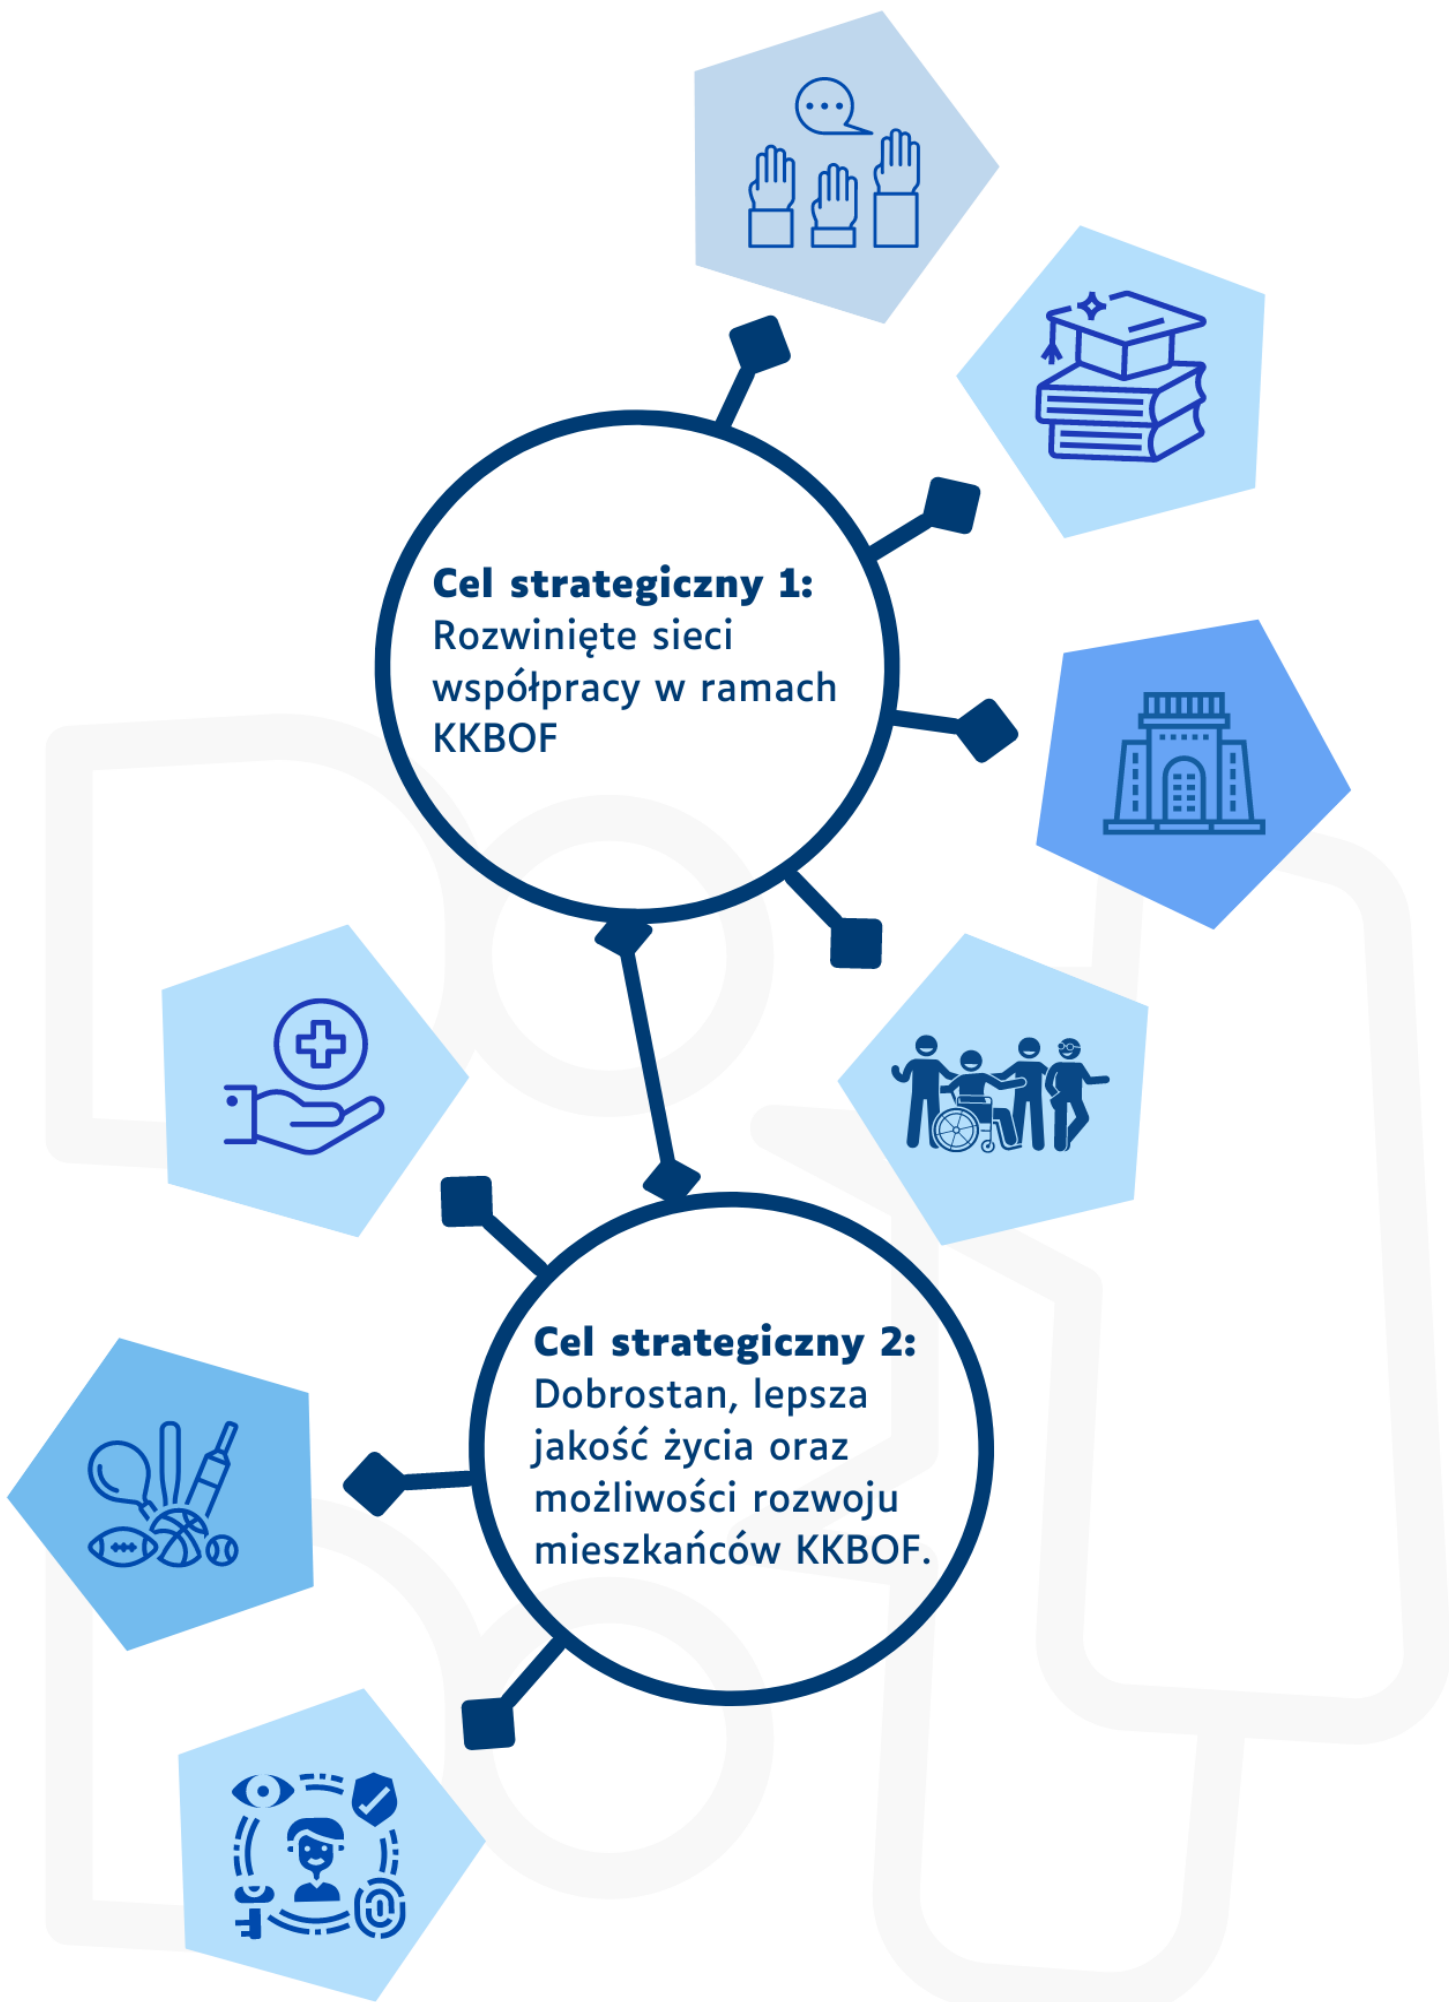 Cel strategiczny 1:
Rozwinięte sieci
współpracy w ramach
KKBOF
Cel strategiczny 2:
Dobrostan, lepsza
jakość życia oraz
możliwości rozwoju
mieszkańców KKBOF.